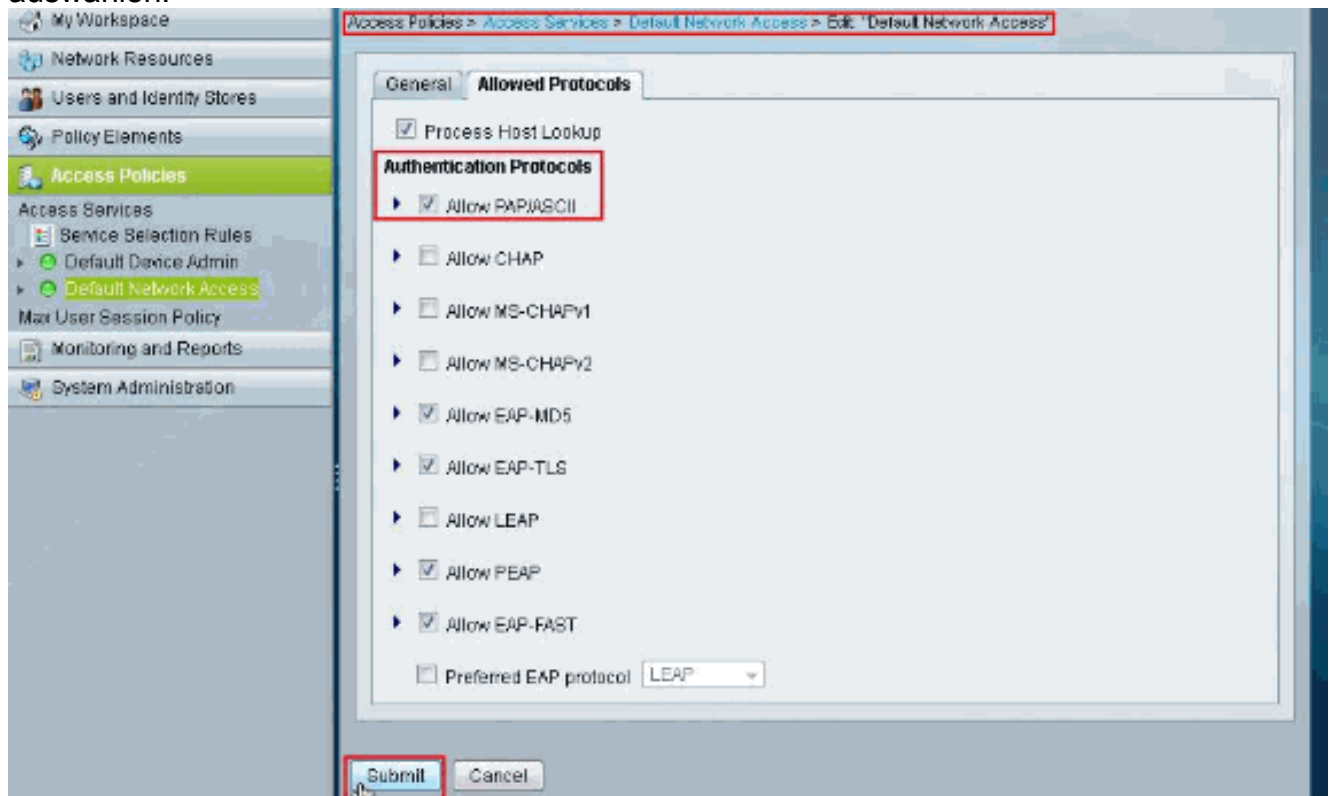 auswählen.
My Workspace
Network Resources
Users and Identity Stores
Policy Elements
Access Policies
Access Services
Service Selection Rules
Default Device Admin
Default Network Access
Max User Session Policy
Monitoring and Reports
System Administration
Access Policies > Access Services > Default Network Access > Edit: "Default Network Access"
General
Allowed Protocols
Process Host Lookup
Authentication Protocols
Allow PAP/ASCII
Allow CHAP
Allow MS-CHAPv1
Allow MS-CHAPv2
Allow EAP-MD5
Allow EAP-TLS
Allow LEAP
Allow PEAP
Allow EAP-FAST
Preferred EAP protocol LEAP
Submit Cancel